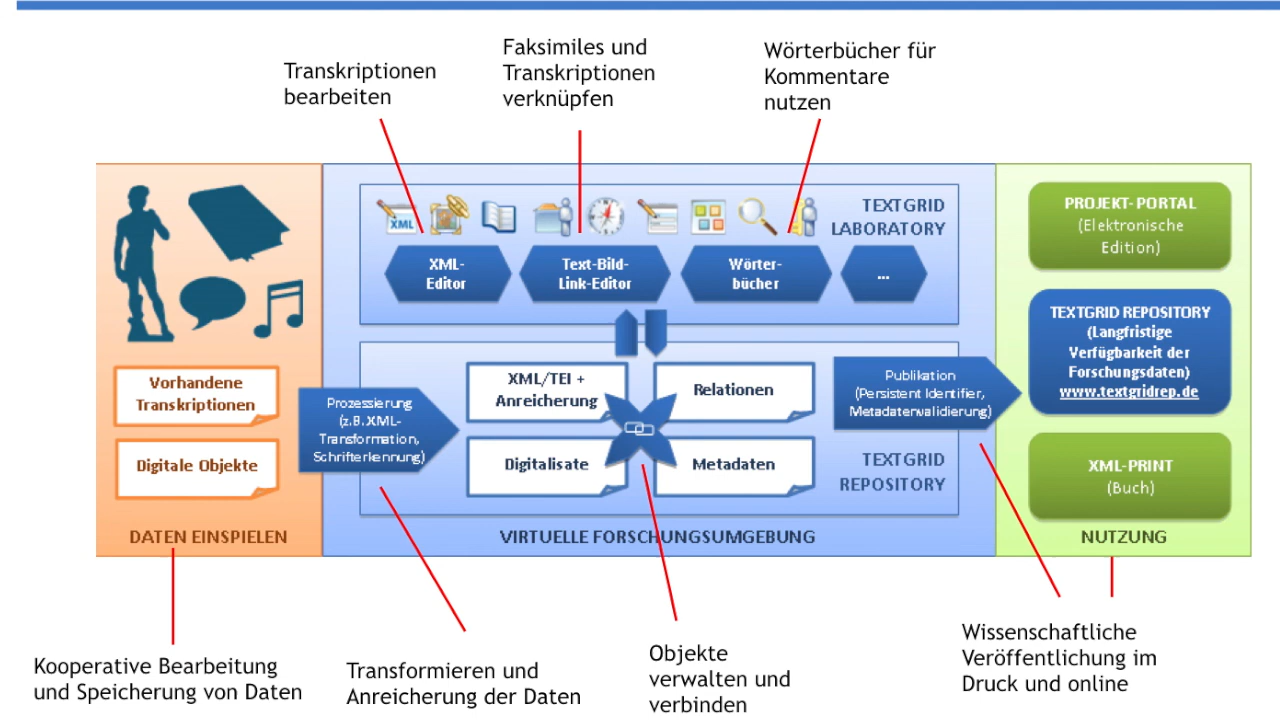 Transkriptionen
bearbeiten
Faksimiles und
Transkriptionen
verknüpfen
Wörterbücher für
Kommentare
nutzen
XML
TEXTGRID
LABORATORY
XML-
Editor
Text-Bild-
Link-Editor
Wörter-
bücher
...
PROJEKT- PORTAL
(Elektronische
Edition)
TEXTGRID REPOSITORY
(Langfristige
Verfügbarkeit der
Forschungsdaten)
www.textgridrep.de
XML-PRINT
(Buch)
Vorhandene
Transkriptionen
Digitale Objekte
Prozessierung
(z.B. XML-
Transformation,
Schrifterkennung)
XML/TEI +
Anreicherung
Relationen
Digitalisate
Metadaten
Publikation
(Persistent Identifier,
Metadatenvalidierung)
TEXTGRID
REPOSITORY
DATEN EINSPIELEN
VIRTUELLE FORSCHUNGSUMGEBUNG
NUTZUNG
Kooperative Bearbeitung
und Speicherung von Daten
Transformieren und
Anreicherung der Daten
Objekte
verwalten und
verbinden
Wissenschaftliche
Veröffentlichung im
Druck und online